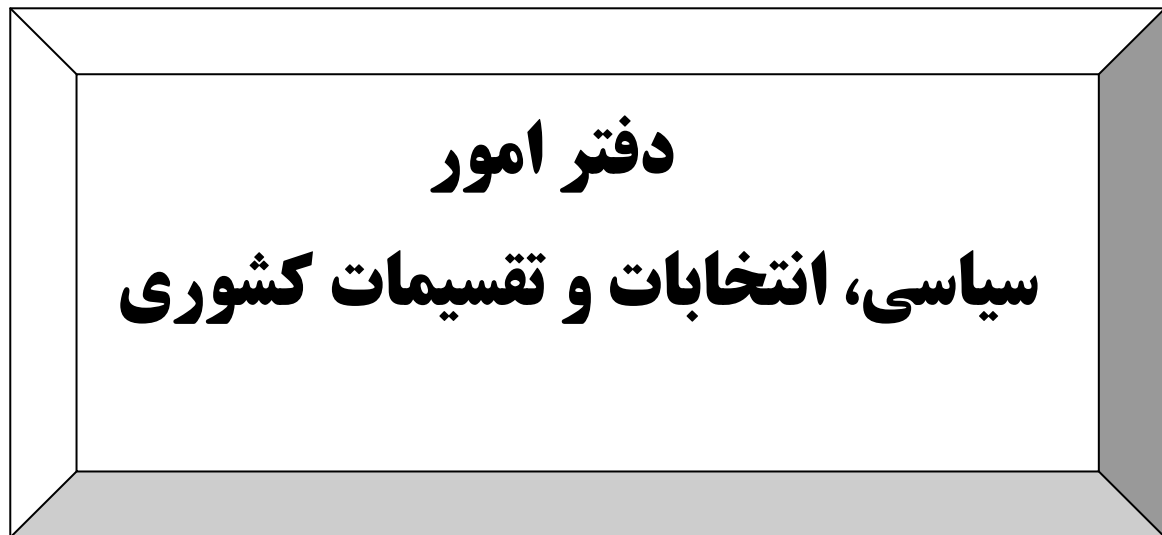 دفتر امور
سیاسی، انتخابات و تقسیمات کشوری